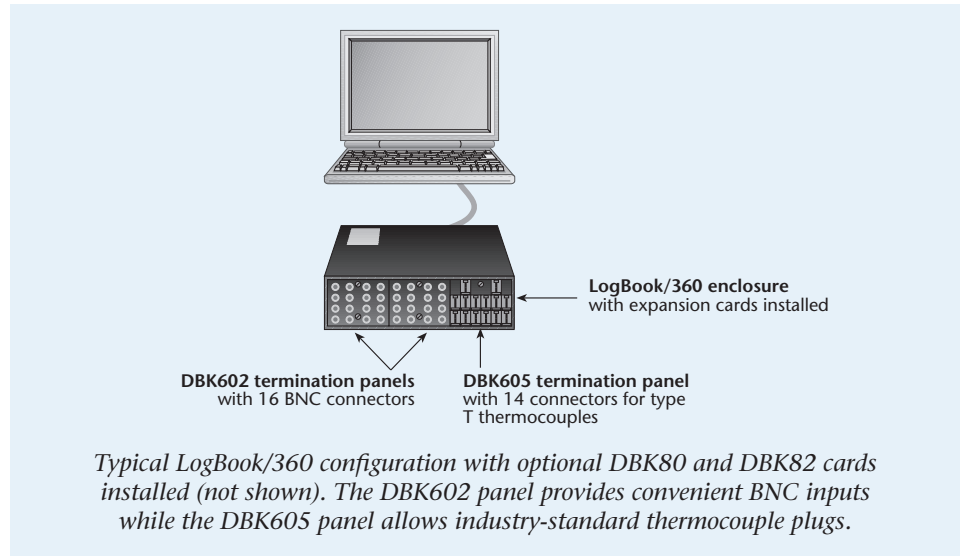 LogBook/360 enclosure
with expansion cards installed
DBK602 termination panels
with 16 BNC connectors
DBK605 termination panel
with 14 connectors for type
T thermocouples
Typical LogBook/360 configuration with optional DBK80 and DBK82 cards
installed (not shown). The DBK602 panel provides convenient BNC inputs
while the DBK605 panel allows industry-standard thermocouple plugs.